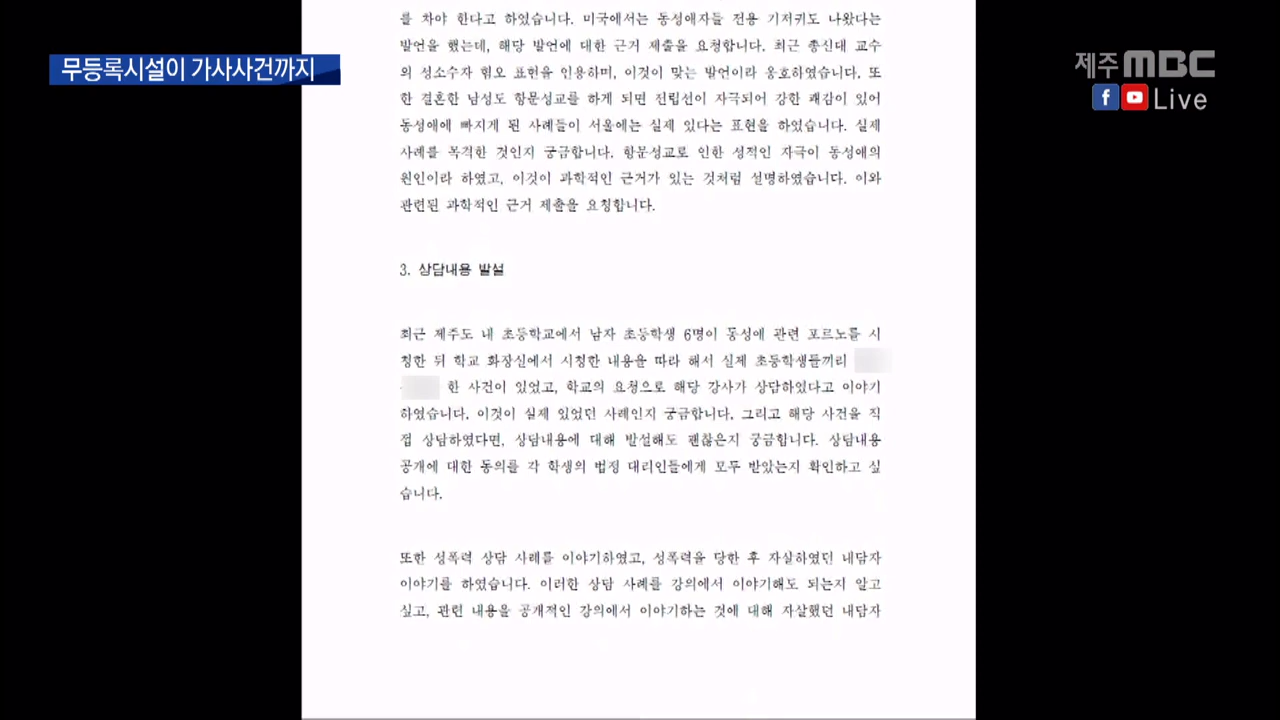 무등록시설이 가사사건까지
제주MBC
f Live
를 차야 한다고 하였습니다. 미국에서는 동성애자들 전용 기저귀도 나왔다는
발언을 했는데, 해당 발언에 대한 근거 제출을 요청합니다. 최근 총신대 교수
의 성소수자 혐오 표현을 인용하며, 이것이 맞는 발언이라 옹호하였습니다. 또
한 결혼한 남성도 항문성교를 하게 되면 전립선이 자극되어 강한 쾌감이 있어
동성애에 빠지게 된 사례들이 서울에는 실제 있다는 표현을 하였습니다. 실제
사례를 목격한 것인지 궁금합니다. 항문성교로 인한 성적인 자극이 동성애의
원인이라 하였고, 이것이 과학적인 근거가 있는 것처럼 설명하였습니다. 이와
관련된 과학적인 근거 제출을 요청합니다.
3. 상담내용 발설
최근 제주도 내 초등학교에서 남자 초등학생 6명이 동성애 관련 포르노를 시
청한 뒤 학교 화장실에서 시청한 내용을 따라 해서 실제 초등학생들끼리
한 사건이 있었고, 학교의 요청으로 해당 강사가 상담하였다고 이야기
하였습니다. 이것이 실제 있었던 사례인지 궁금합니다. 그리고 해당 사건을 직
접 상담하였다면, 상담내용에 대해 발설해도 괜찮은지 궁금합니다. 상담내용
공개에 대한 동의를 각 학생의 법정 대리인들에게 모두 받았는지 확인하고 싶
습니다.
또한 성폭력 상담 사례를 이야기하였고, 성폭력을 당한 후 자살하였던 내담자
이야기를 하였습니다. 이러한 상담 사례를 강의에서 이야기해도 되는지 알고
싶고, 관련 내용을 공개적인 강의에서 이야기하는 것에 대해 자살했던 내담자